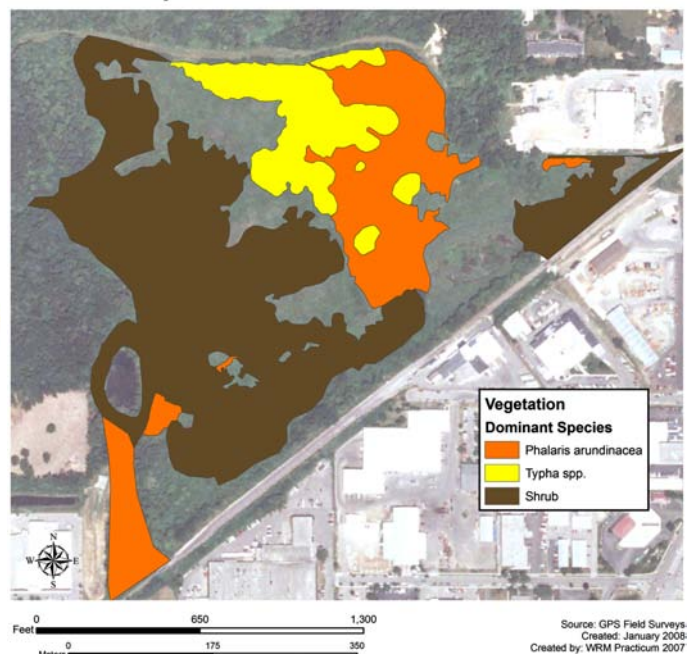 Vegetation
Dominant Species
Phalaris arundinacea
Typha spp.
Shrub
N
W E
S
0 650 1,300
Feet
0 175 350
Meters
Source: GPS Field Surveys
Created: January 2008
Created by: WRM Practicum 2007